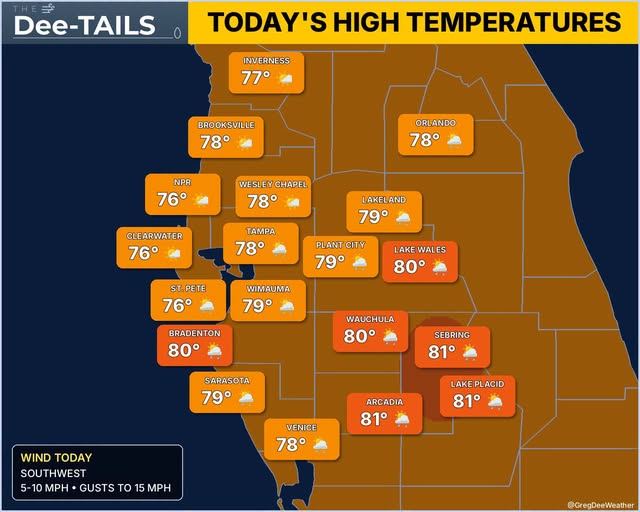 THE
Dee-TAILS
TODAY'S HIGH TEMPERATURES
INVERNESS
77°
BROOKSVILLE
78°
ORLANDO
78°
NPR
76°
WESLEY CHAPEL
78°
LAKELAND
79°
CLEARWATER
76°
TAMPA
78°
PLANT CITY
79°
LAKE WALES
80°
ST. PETE
76°
WIMAUMA
79°
BRADENTON
80°
WAUCHULA
80°
SEBRING
81°
SARASOTA
79°
LAKE PLACID
81°
ARCADIA
81°
VENICE
78°
WIND TODAY
SOUTHWEST
5-10 MPH • GUSTS TO 15 MPH
@GregDeeWeather